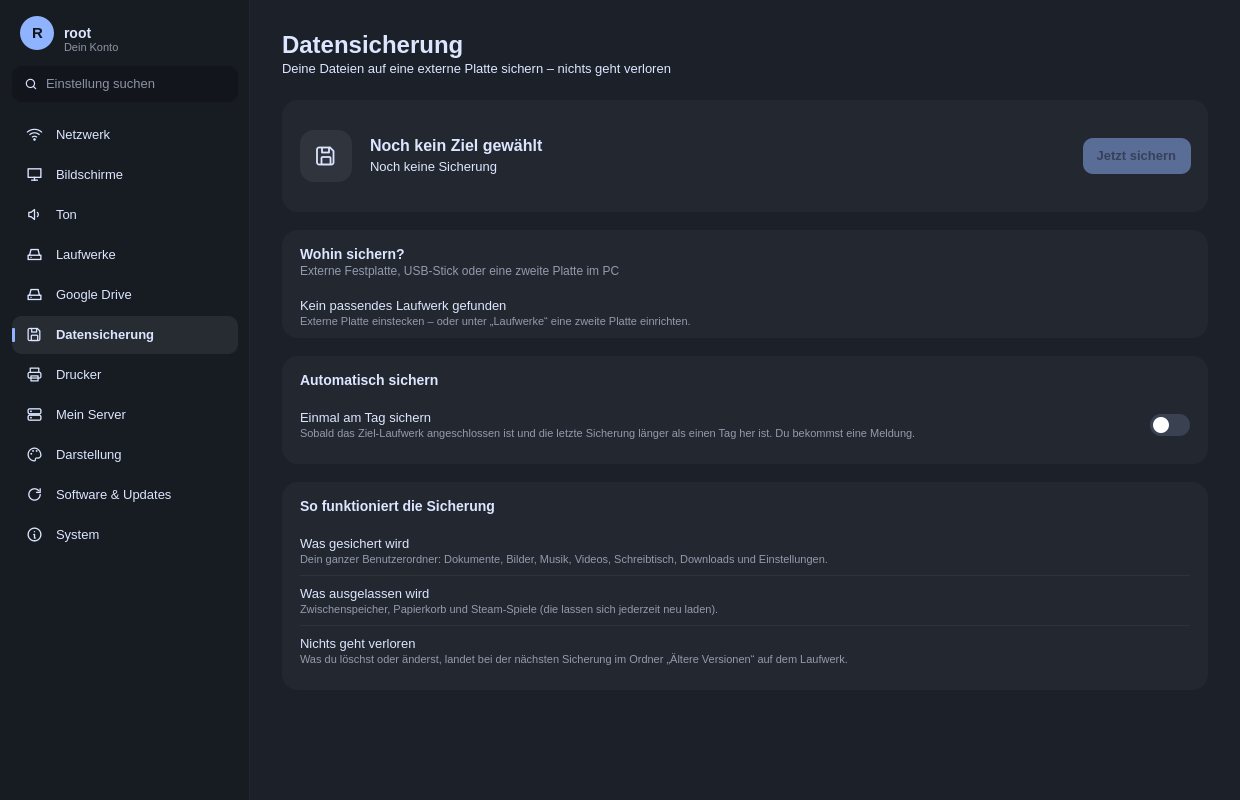 R
root
Dein Konto
Einstellung suchen
Netzwerk
Bildschirme
Ton
Laufwerke
Google Drive
Datensicherung
Drucker
Mein Server
Darstellung
Software & Updates
System
Datensicherung
Deine Dateien auf eine externe Platte sichern – nichts geht verloren
Noch kein Ziel gewählt
Noch keine Sicherung
Jetzt sichern
Wohin sichern?
Externe Festplatte, USB-Stick oder eine zweite Platte im PC
Kein passendes Laufwerk gefunden
Externe Platte einstecken – oder unter „Laufwerke“ eine zweite Platte einrichten.
Automatisch sichern
Einmal am Tag sichern
Sobald das Ziel-Laufwerk angeschlossen ist und die letzte Sicherung länger als einen Tag her ist. Du bekommst eine Meldung.
So funktioniert die Sicherung
Was gesichert wird
Dein ganzer Benutzerordner: Dokumente, Bilder, Musik, Videos, Schreibtisch, Downloads und Einstellungen.
Was ausgelassen wird
Zwischenspeicher, Papierkorb und Steam-Spiele (die lassen sich jederzeit neu laden).
Nichts geht verloren
Was du löschst oder änderst, landet bei der nächsten Sicherung im Ordner „Ältere Versionen“ auf dem Laufwerk.